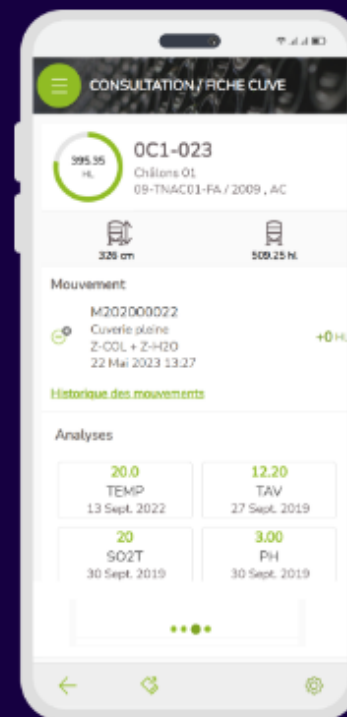 CONSULTATION / FICHE CUVE
395.35
HL
0C1-023
Châlons 01
09-TNAC01-FA / 2009 , AC
326 cm
509.25 hl
Mouvement
M202000022
Cuverie pleine
Z-COL + Z-H2O
22 Mai 2023 13:27
+0 HL
Historique des mouvements
Analyses
20.0
TEMP
13 Sept. 2022
12.20
TAV
27 Sept. 2019
20
SO2T
30 Sept. 2019
3.00
PH
30 Sept. 2019